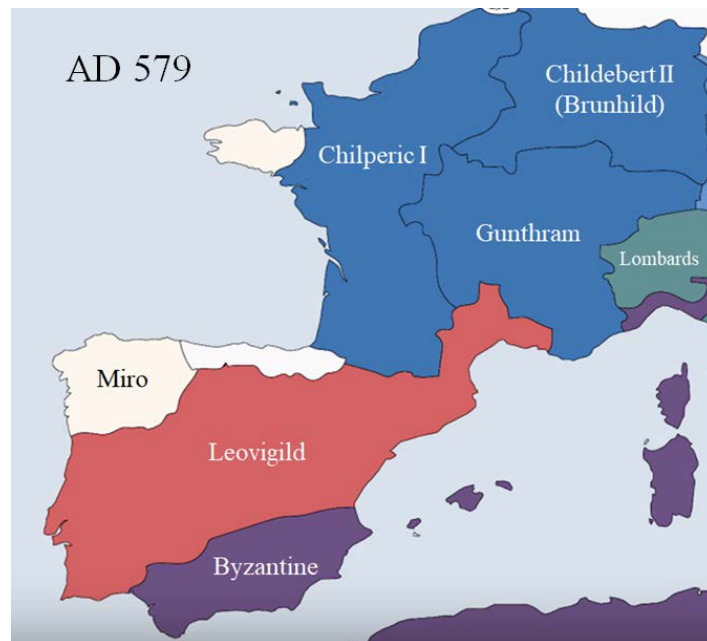 AD 579
Childebert II
(Brunhild)
Chilperic I
Gunthram
Lombards
Miro
Leovigild
Byzantine